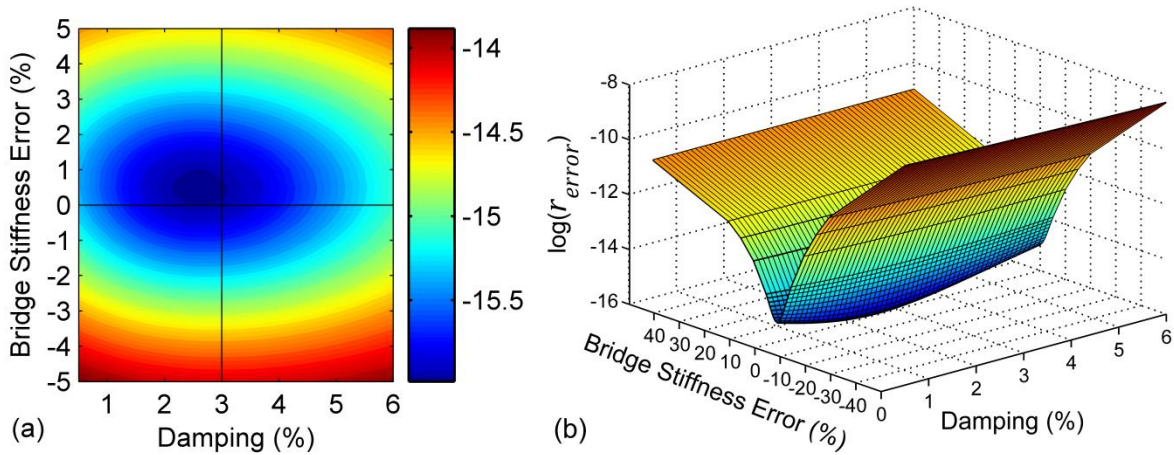 5
4
3
2
1
0
-1
-2
-3
-4
-5
Bridge Stiffness Error (%)
1 2 3 4 5 6
Damping (%)
(a)
-14
-14.5
-15
-15.5
-8
-10
-12
-14
-16
log(r_error)
40 30 20 10 0 -10 -20 -30 -40
Bridge Stiffness Error (%)
0 1 2 3 4 5 6
Damping (%)
(b)